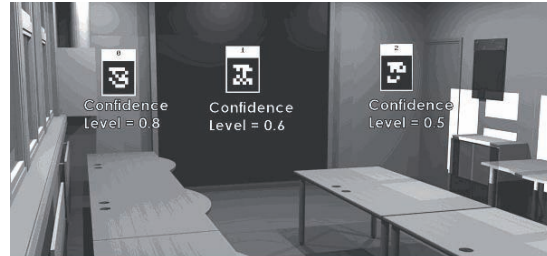 0
Confidence
Level = 0.8
1
Confidence
Level = 0.6
2
Confidence
Level = 0.5